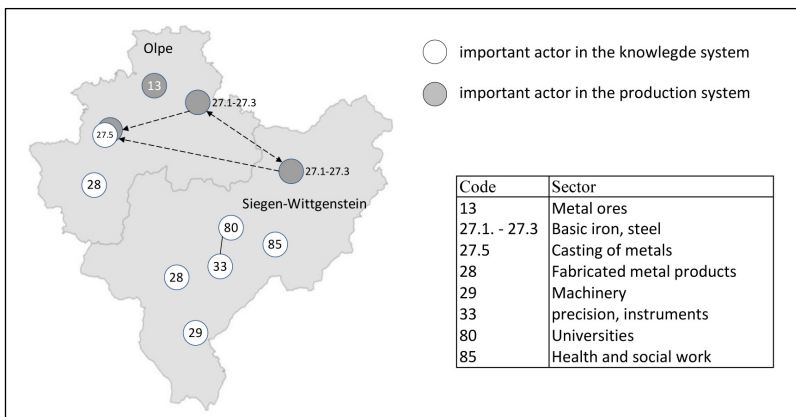 Olpe
important actor in the knowlegde system
important actor in the production system
13
27.1-27.3
27.5
27.1-27.3
28
Siegen-Wittgenstein
80
85
33
28
29
Code Sector
13 Metal ores
27.1. - 27.3 Basic iron, steel
27.5 Casting of metals
28 Fabricated metal products
29 Machinery
33 precision, instruments
80 Universities
85 Health and social work